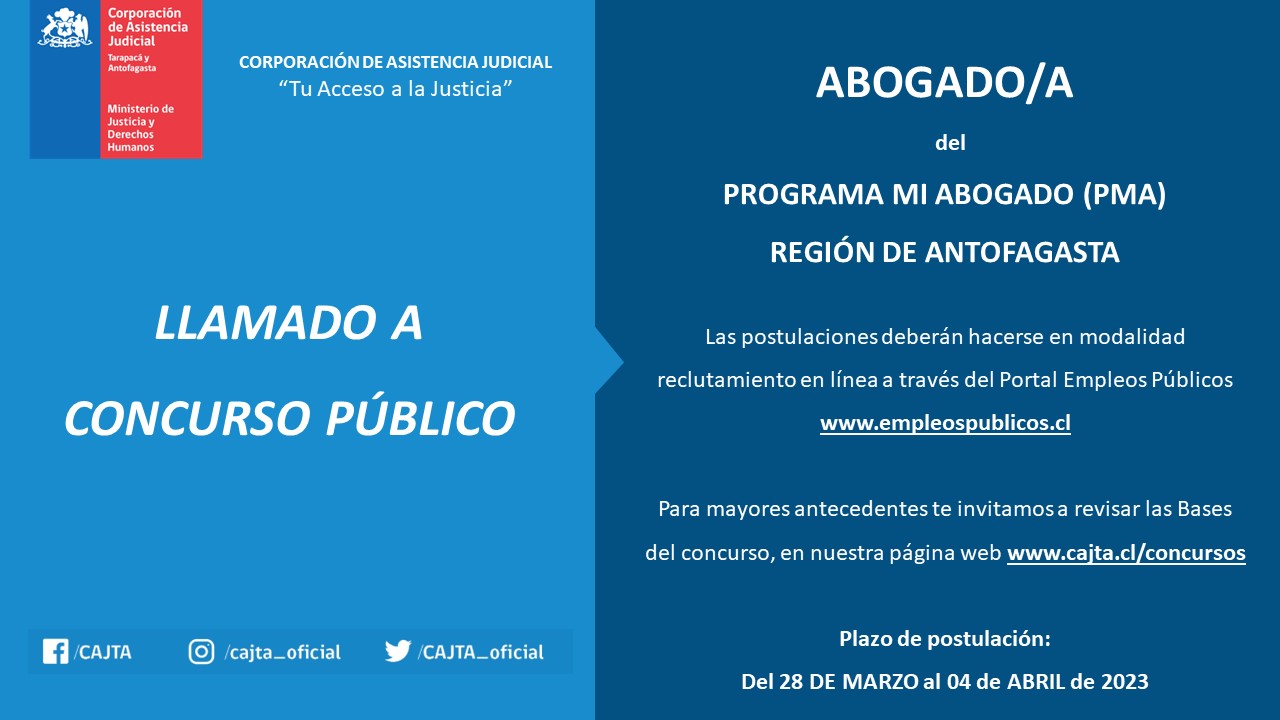 Corporación
de Asistencia
Judicial
Tarapacá y
Antofagasta
Ministerio de
Justicia y
Derechos
Humanos
CORPORACIÓN DE ASISTENCIA JUDICIAL
“Tu Acceso a la Justicia”
LLAMADO A
CONCURSO PÚBLICO
/CAJTA
/cajta_oficial
/CAJTA_oficial
ABOGADO/A
del
PROGRAMA MI ABOGADO (PMA)
REGIÓN DE ANTOFAGASTA
Las postulaciones deberán hacerse en modalidad
reclutamiento en línea a través del Portal Empleos Públicos
www.empleospublicos.cl
Para mayores antecedentes te invitamos a revisar las Bases
del concurso, en nuestra página web www.cajta.cl/concursos
Plazo de postulación:
Del 28 DE MARZO al 04 de ABRIL de 2023